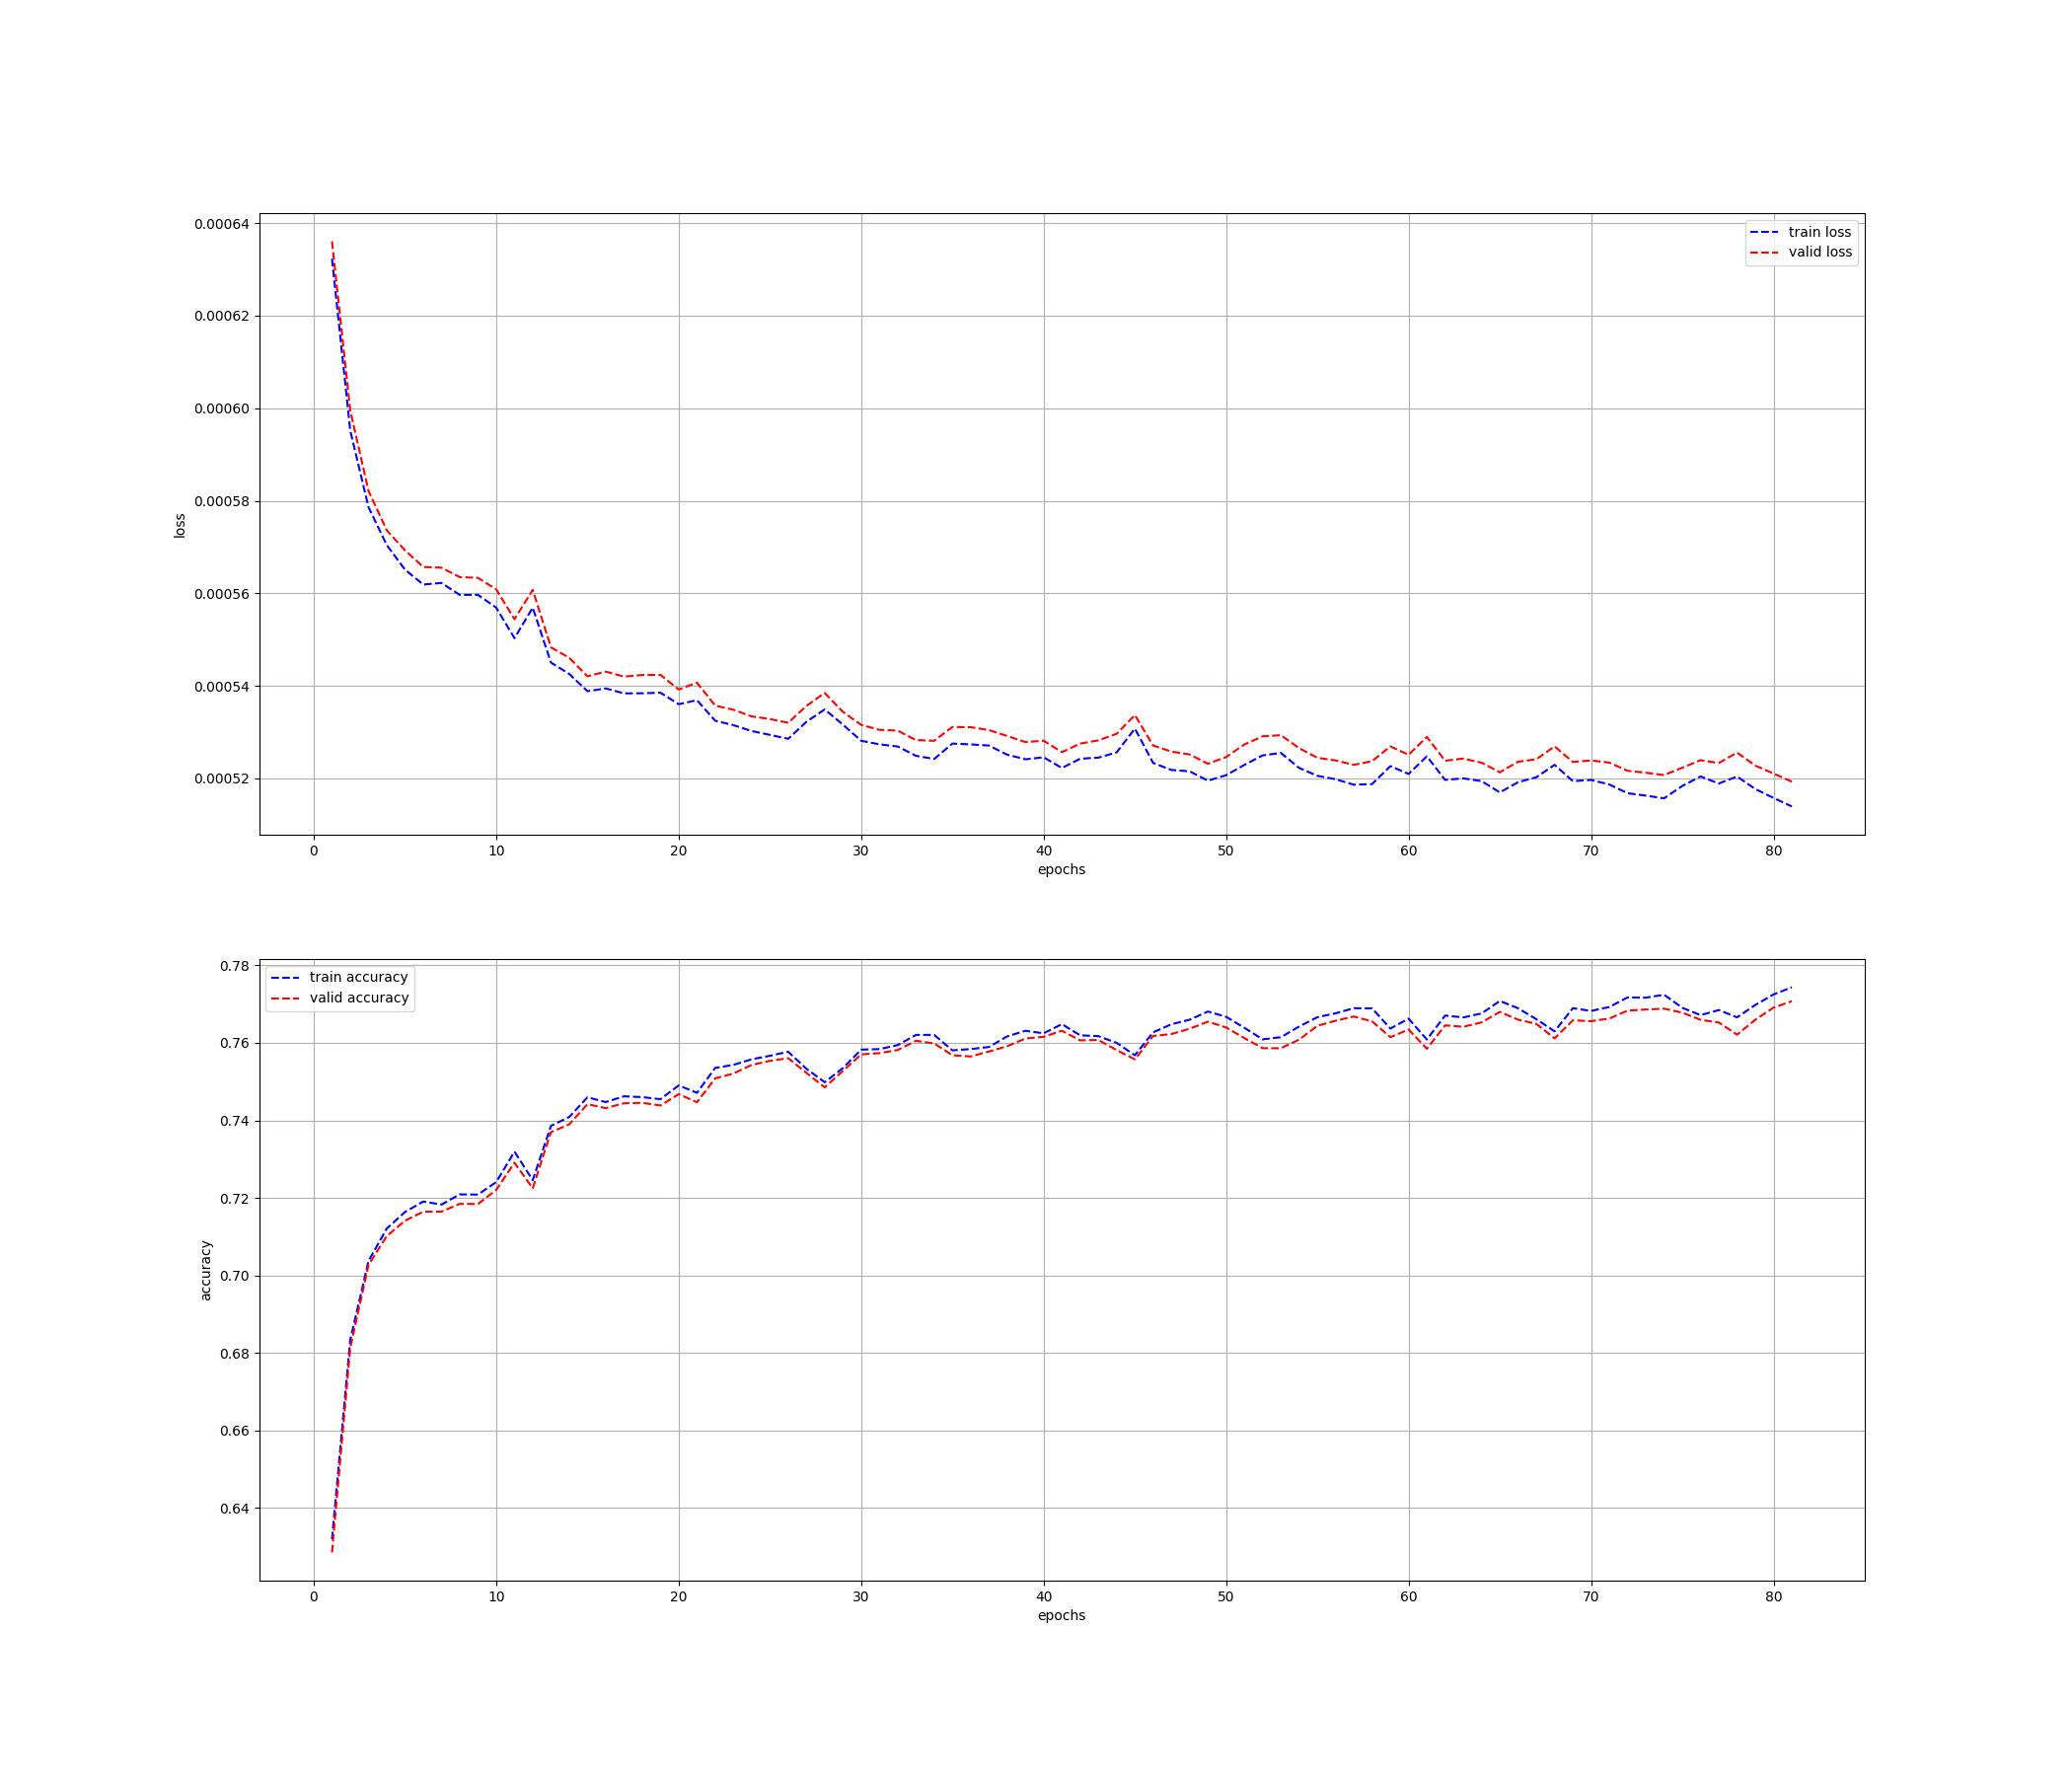 0.00064
train loss
valid loss
0.00062
0.00060
0.00058
loss
0.00056
0.00054
0.00052
0 10 20 30 40 50 60 70 80
epochs
0.78
train accuracy
valid accuracy
0.76
0.74
0.72
0.70
accuracy
0.68
0.66
0.64
0 10 20 30 40 50 60 70 80
epochs